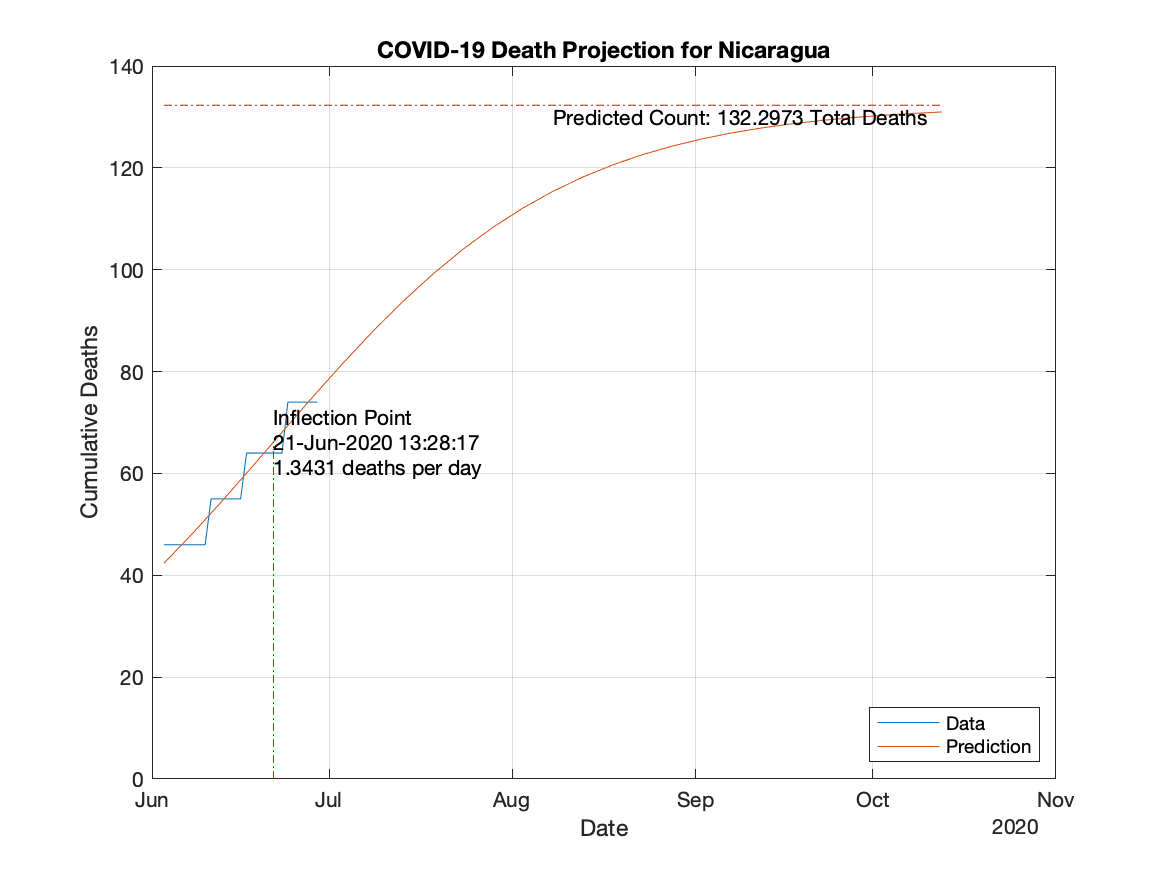 COVID-19 Death Projection for Nicaragua
140
120
100
80
60
40
20
0
Cumulative Deaths
Predicted Count: 132.2973 Total Deaths
Inflection Point
21-Jun-2020 13:28:17
1.3431 deaths per day
Data
Prediction
Jun Jul Aug Sep Oct Nov
Date
2020